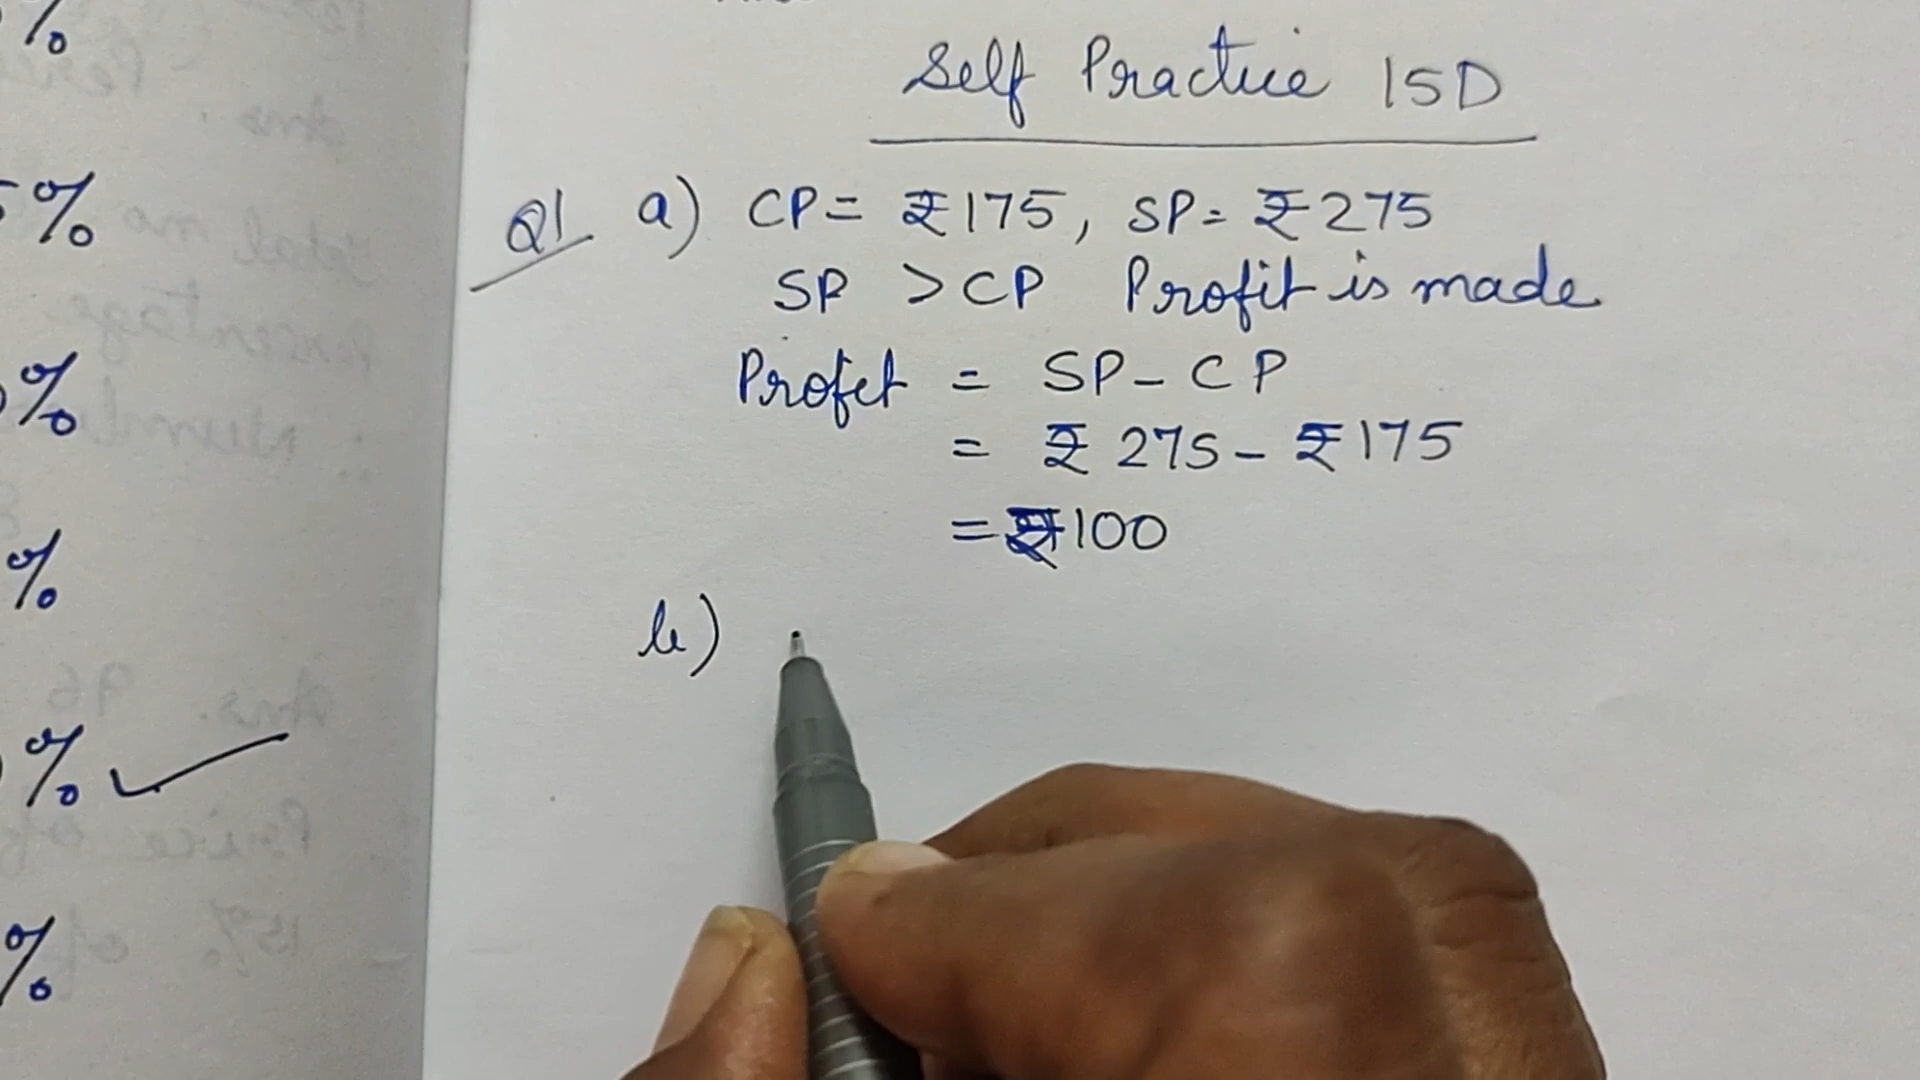 %
5%
%
%
%
%
Self Practice 15D
Q1 a) CP = ₹175, SP = ₹275
SP > CP Profit is made
Profit = SP - CP
= ₹ 275 - ₹175
= ₹100
b)